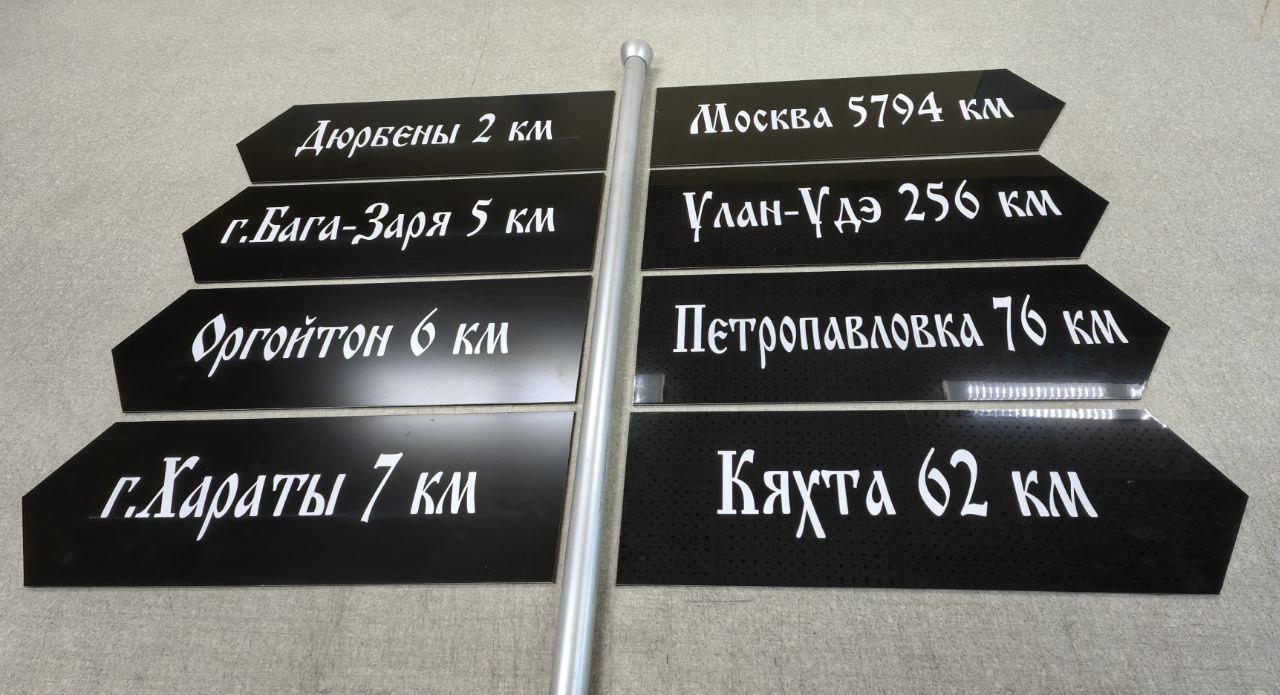 Дюрбены 2 км
г.Бага-Заря 5 км
Оргойтон 6 км
г.Хараты 7 км
Москва 5794 км
Улан-Удэ 256 км
Петропавловка 76 км
Кяхта 62 км